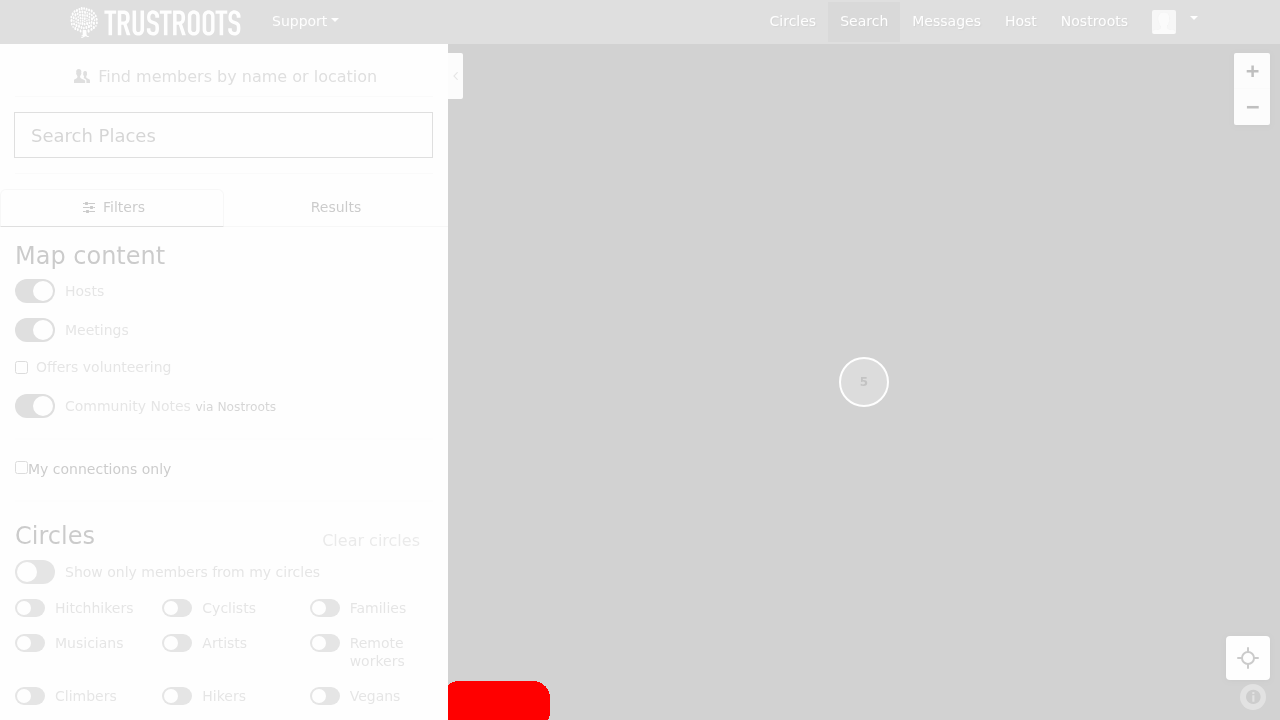 TRUSTROOTS
Support
Circles
Search
Messages
Host
Nostroots
Find members by name or location
Search Places
Filters
Results
Map content
Hosts
Meetings
Offers volunteering
Community Notes via Nostroots
My connections only
Circles
Clear circles
Show only members from my circles
Hitchhikers
Cyclists
Families
Musicians
Artists
Remote
workers
Climbers
Hikers
Vegans
+
−
5